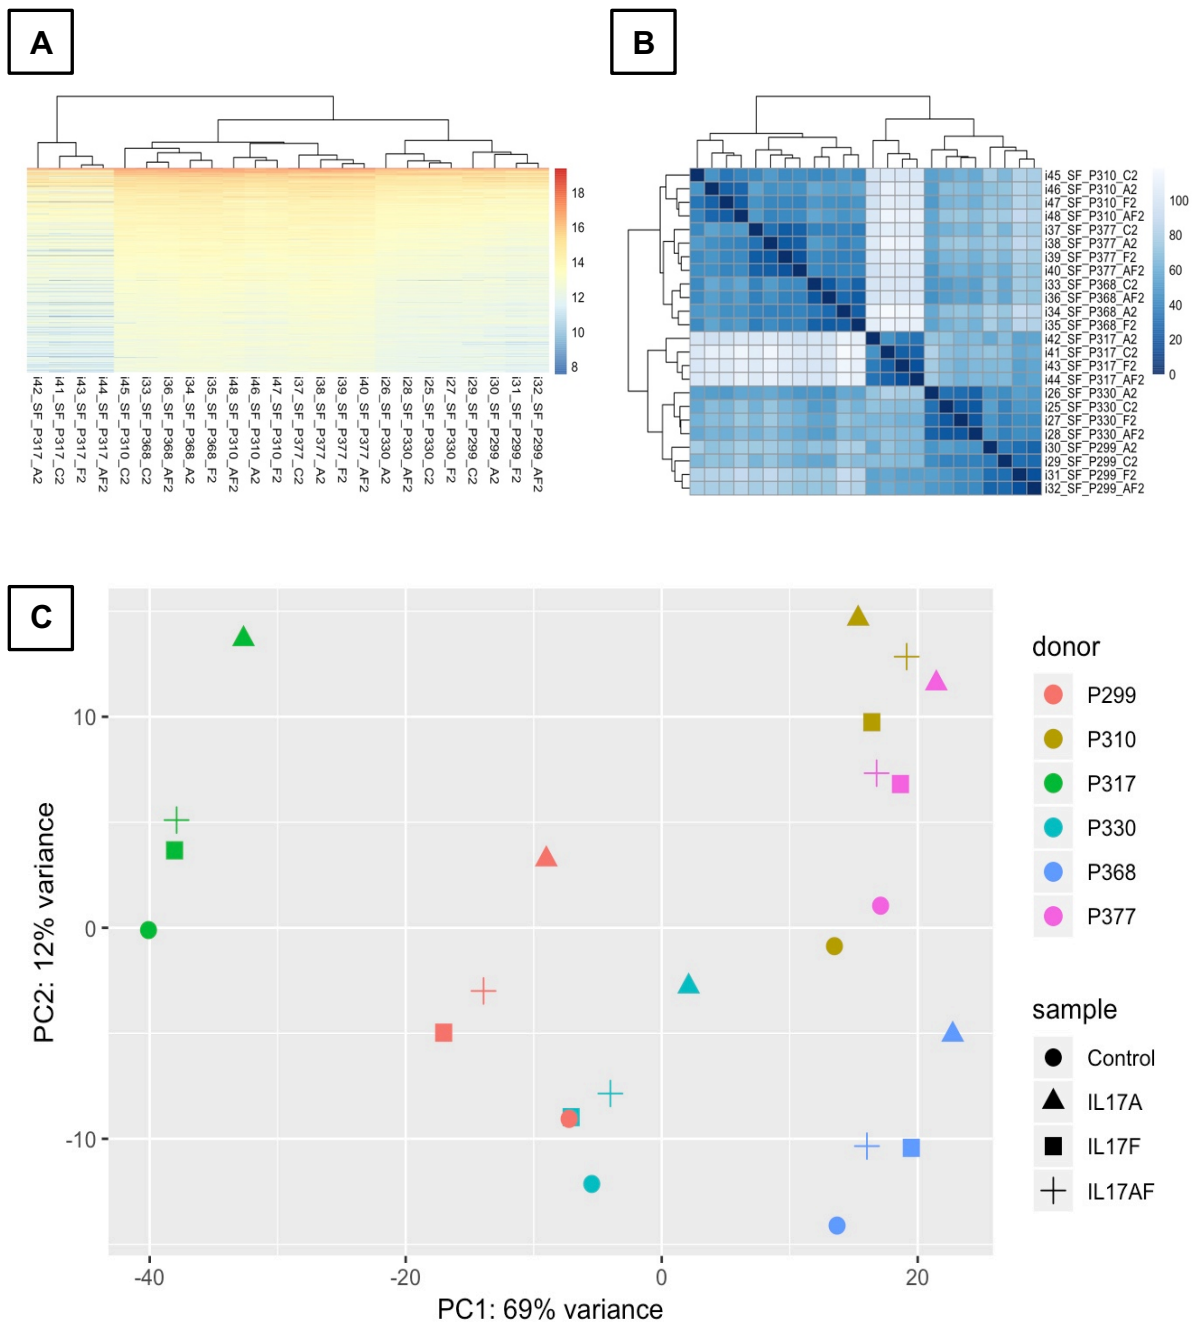 A
B
18
16
14
12
10
8
i42_SF_P317_A2
i41_SF_P317_C2
i43_SF_P317_F2
i44_SF_P317_AF2
i45_SF_P310_C2
i33_SF_P368_C2
i36_SF_P368_AF2
i34_SF_P368_A2
i35_SF_P368_F2
i48_SF_P310_AF2
i46_SF_P310_A2
i47_SF_P310_F2
i37_SF_P377_C2
i38_SF_P377_A2
i39_SF_P377_F2
i40_SF_P377_AF2
i26_SF_P330_A2
i28_SF_P330_AF2
i25_SF_P330_C2
i27_SF_P330_F2
i29_SF_P299_C2
i30_SF_P299_A2
i31_SF_P299_F2
i32_SF_P299_AF2
i45_SF_P310_C2
i46_SF_P310_A2
i47_SF_P310_F2
i48_SF_P310_AF2
i37_SF_P377_C2
i38_SF_P377_A2
i39_SF_P377_F2
i40_SF_P377_AF2
i33_SF_P368_C2
i36_SF_P368_AF2
i34_SF_P368_A2
i35_SF_P368_F2
i42_SF_P317_A2
i41_SF_P317_C2
i43_SF_P317_F2
i44_SF_P317_AF2
i26_SF_P330_A2
i25_SF_P330_C2
i27_SF_P330_F2
i28_SF_P330_AF2
i30_SF_P299_A2
i29_SF_P299_C2
i31_SF_P299_F2
i32_SF_P299_AF2
100
80
60
40
20
0
C
PC2: 12% variance
10
0
-10
-40
-20
0
20
PC1: 69% variance
donor
P299
P310
P317
P330
P368
P377
sample
Control
IL17A
IL17F
IL17AF